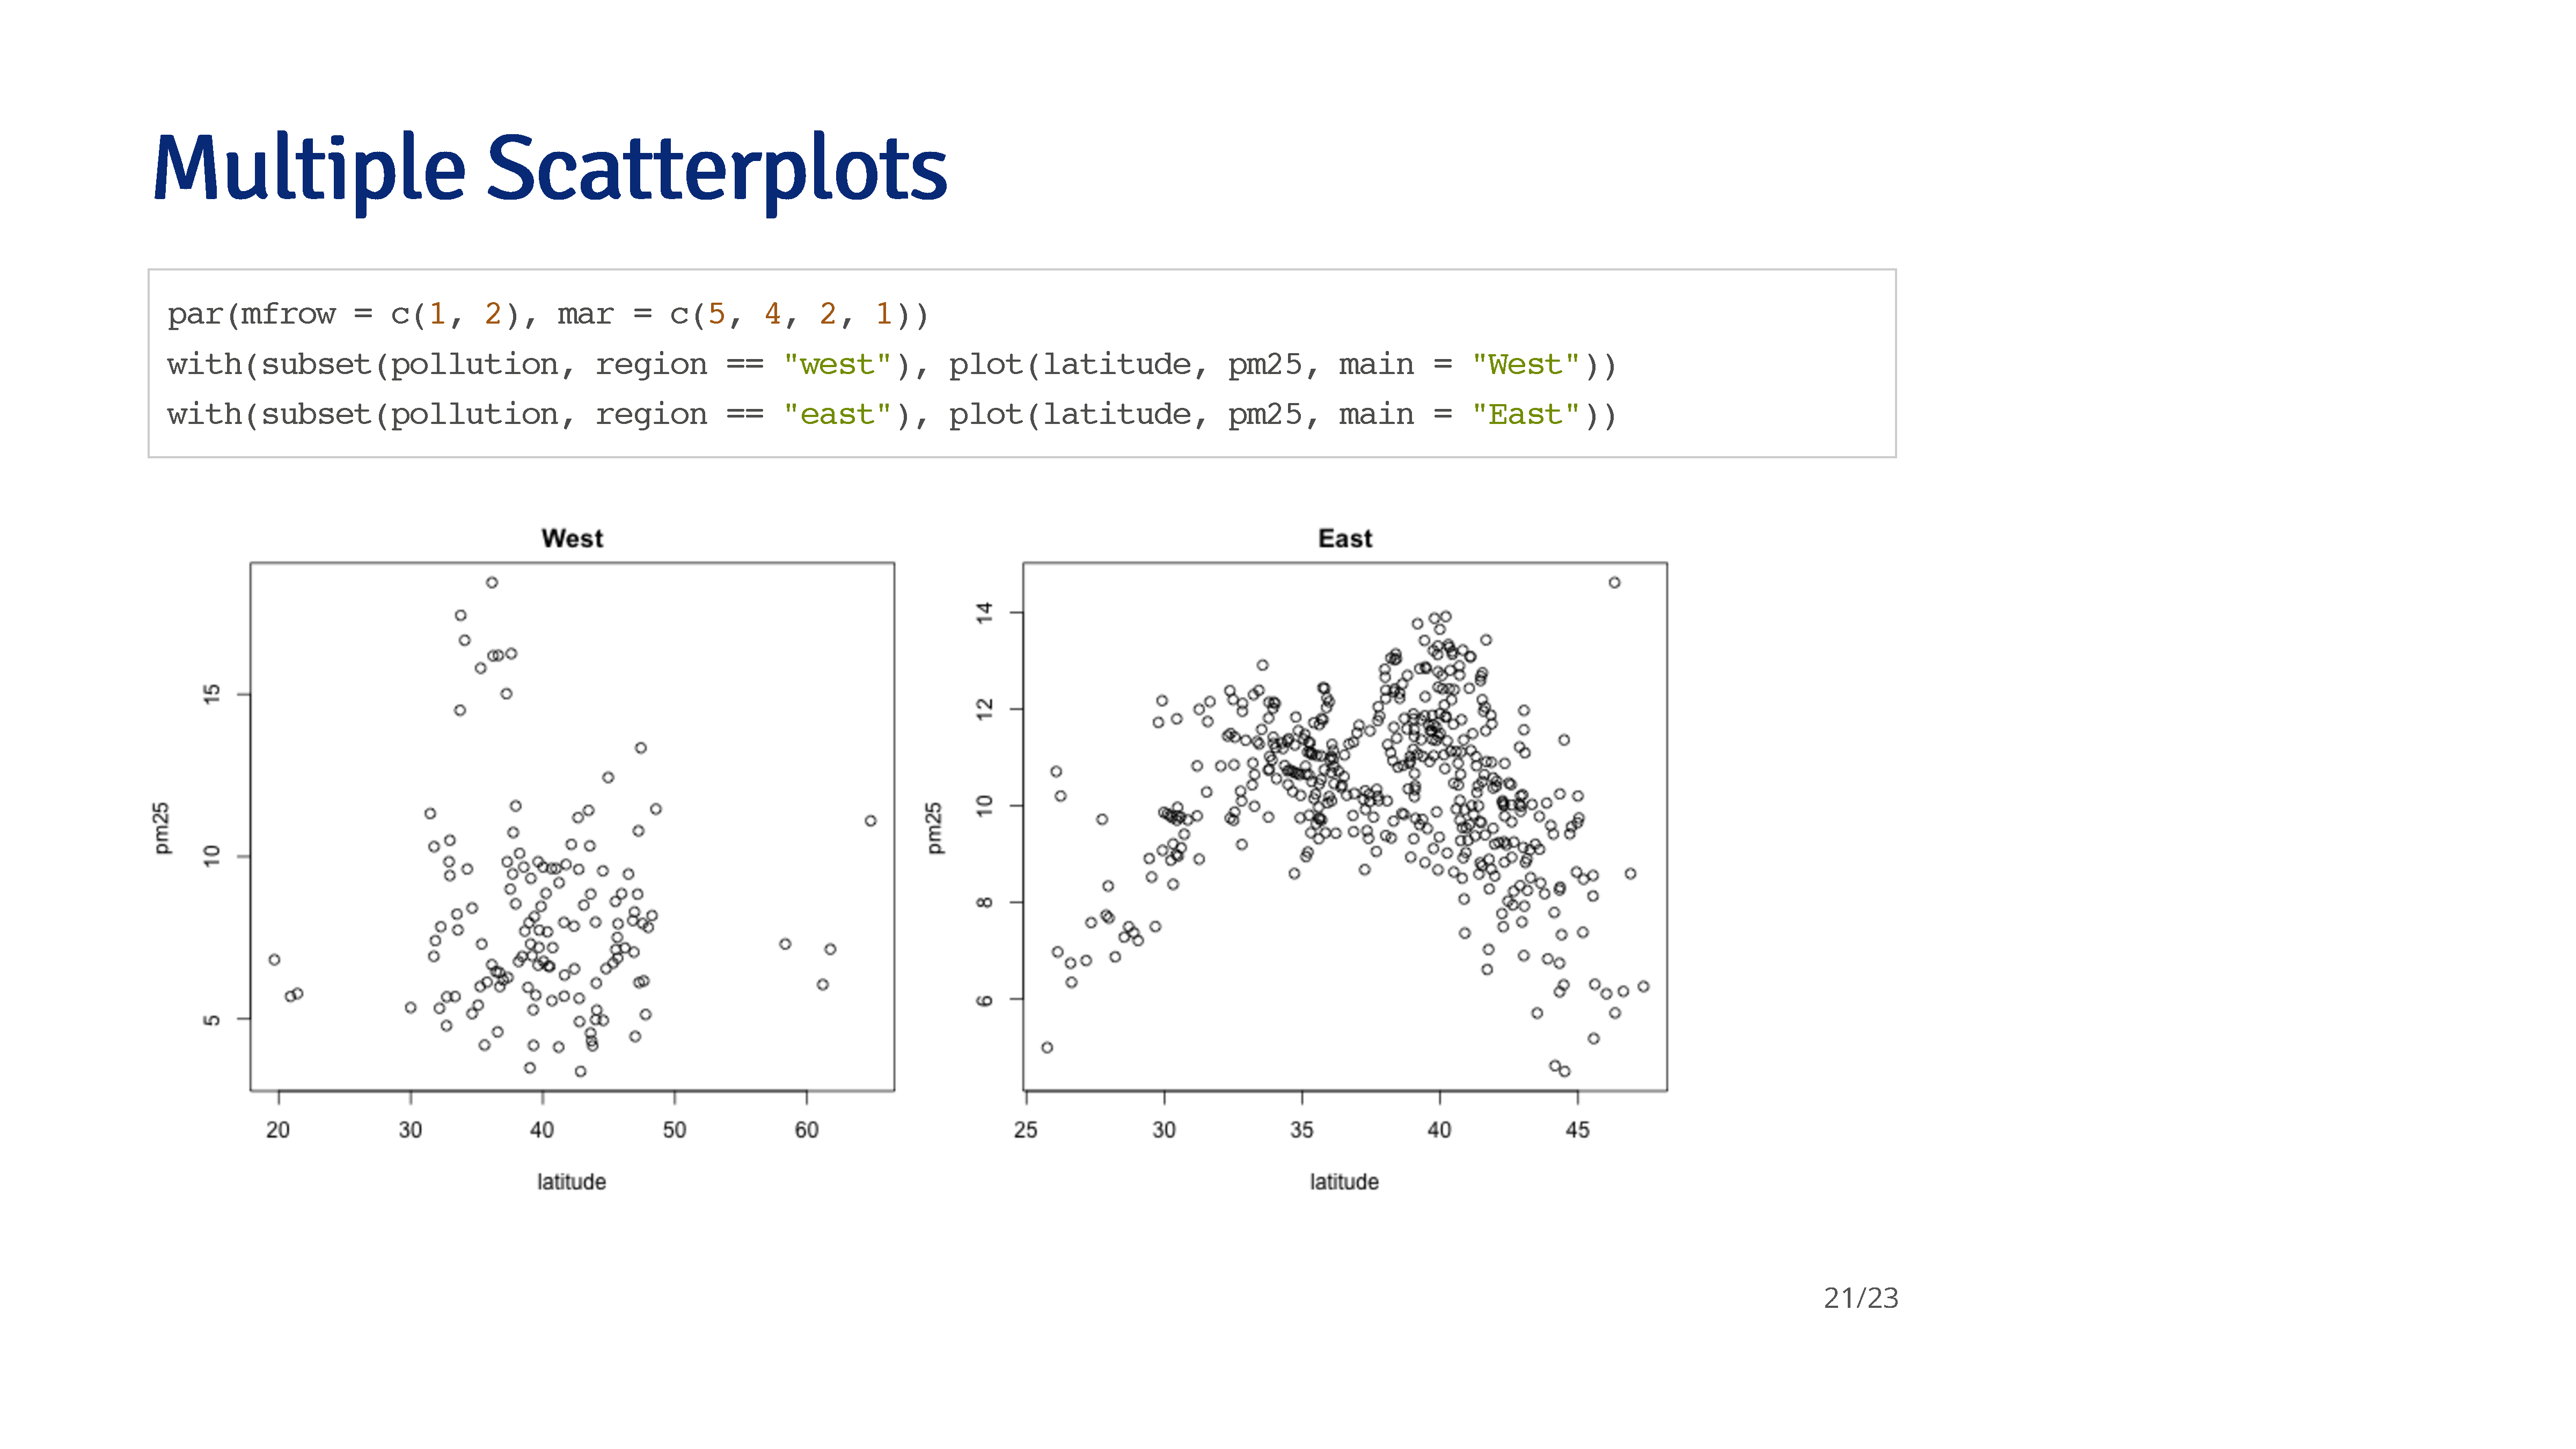 Multiple Scatterplots
par(mfrow = c(1, 2), mar = c(5, 4, 2, 1))
with(subset(pollution, region == "west"), plot(latitude, pm25, main = "West"))
with(subset(pollution, region == "east"), plot(latitude, pm25, main = "East"))
West
15
10
5
pm25
20 30 40 50 60
latitude
East
14
12
10
8
6
pm25
25 30 35 40 45
latitude
21/23